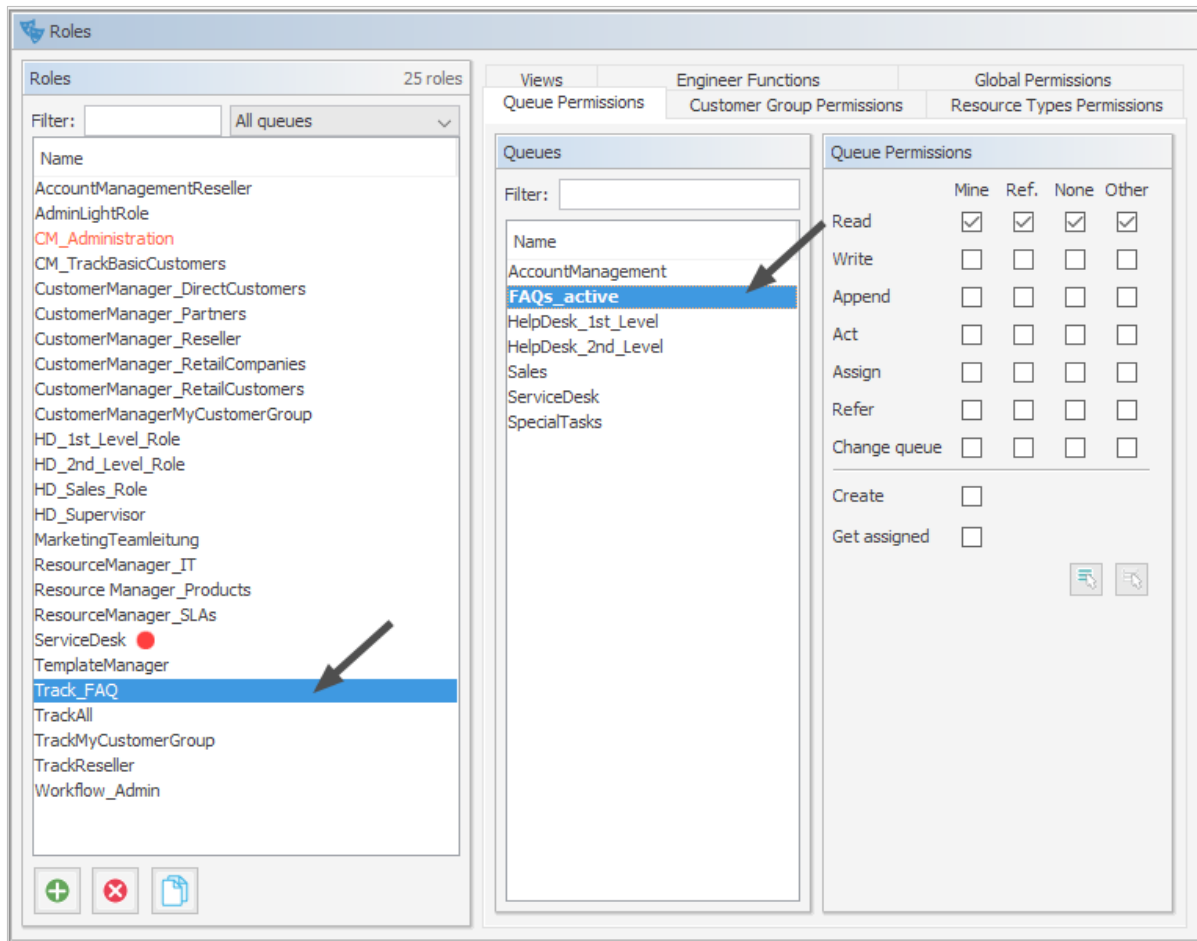 Roles
Roles 25 roles
Filter: All queues
Name
AccountManagementReseller
AdminLightRole
CM_Administration
CM_TrackBasicCustomers
CustomerManager_DirectCustomers
CustomerManager_Partners
CustomerManager_Reseller
CustomerManager_RetailCompanies
CustomerManager_RetailCustomers
CustomerManagerMyCustomerGroup
HD_1st_Level_Role
HD_2nd_Level_Role
HD_Sales_Role
HD_Supervisor
MarketingTeamleitung
ResourceManager_IT
Resource Manager_Products
ResourceManager_SLAs
ServiceDesk
TemplateManager
Track_FAQ
TrackAll
TrackMyCustomerGroup
TrackReseller
Workflow_Admin
Views Engineer Functions Global Permissions
Queue Permissions Customer Group Permissions Resource Types Permissions
Queues
Filter:
Name
AccountManagement
FAQs_active
HelpDesk_1st_Level
HelpDesk_2nd_Level
Sales
ServiceDesk
SpecialTasks
Queue Permissions
Mine Ref. None Other
Read
Write
Append
Act
Assign
Refer
Change queue
Create
Get assigned